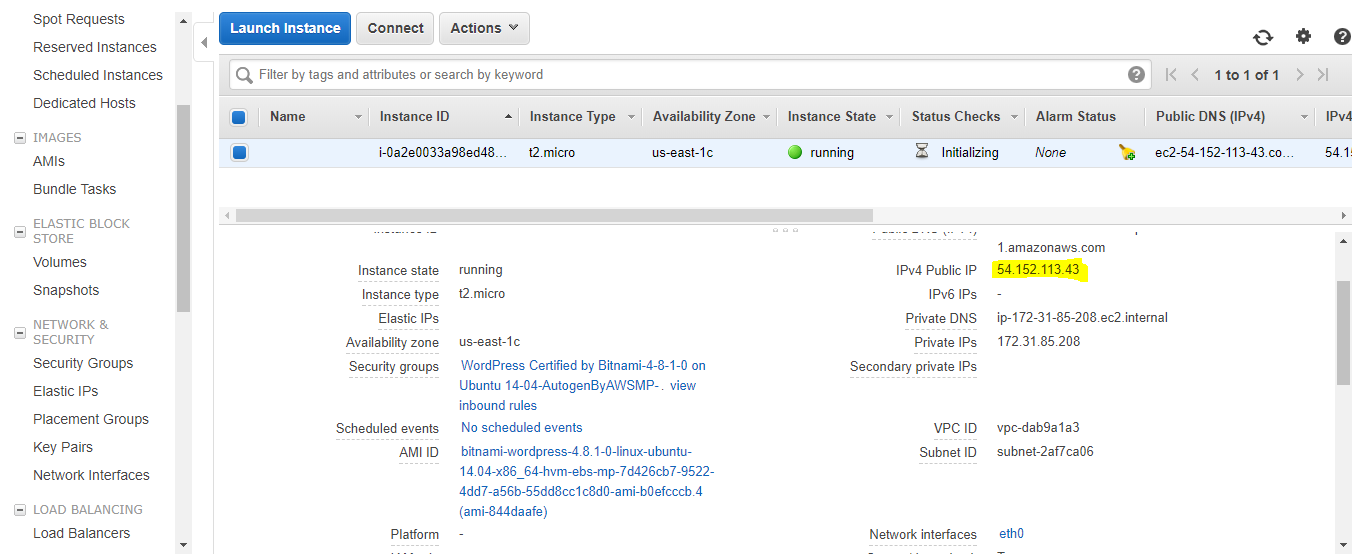 Spot Requests
Reserved Instances
Scheduled Instances
Dedicated Hosts
IMAGES
AMIs
Bundle Tasks
ELASTIC BLOCK
STORE
Volumes
Snapshots
NETWORK &
SECURITY
Security Groups
Elastic IPs
Placement Groups
Key Pairs
Network Interfaces
LOAD BALANCING
Load Balancers
Launch Instance Connect Actions
Filter by tags and attributes or search by keyword
1 to 1 of 1
Name Instance ID Instance Type Availability Zone Instance State Status Checks Alarm Status Public DNS (IPv4) IPv4
i-0a2e0033a98ed48... t2.micro us-east-1c running Initializing None ec2-54-152-113-43.co... 54.1
1.amazonaws.com
Instance state running
IPv4 Public IP 54.152.113.43
Instance type t2.micro
IPv6 IPs -
Elastic IPs
Private DNS ip-172-31-85-208.ec2.internal
Availability zone us-east-1c
Private IPs 172.31.85.208
Security groups WordPress Certified by Bitnami-4-8-1-0 on
Ubuntu 14-04-AutogenByAWSMP-. view
inbound rules
Secondary private IPs
Scheduled events No scheduled events
VPC ID vpc-dab9a1a3
AMI ID bitnami-wordpress-4.8.1-0-linux-ubuntu-
14.04-x86_64-hvm-ebs-mp-7d426cb7-9522-
4dd7-a56b-55dd8cc1c8d0-ami-b0efcccb.4
(ami-844daafe)
Subnet ID subnet-2af7ca06
Platform -
Network interfaces eth0